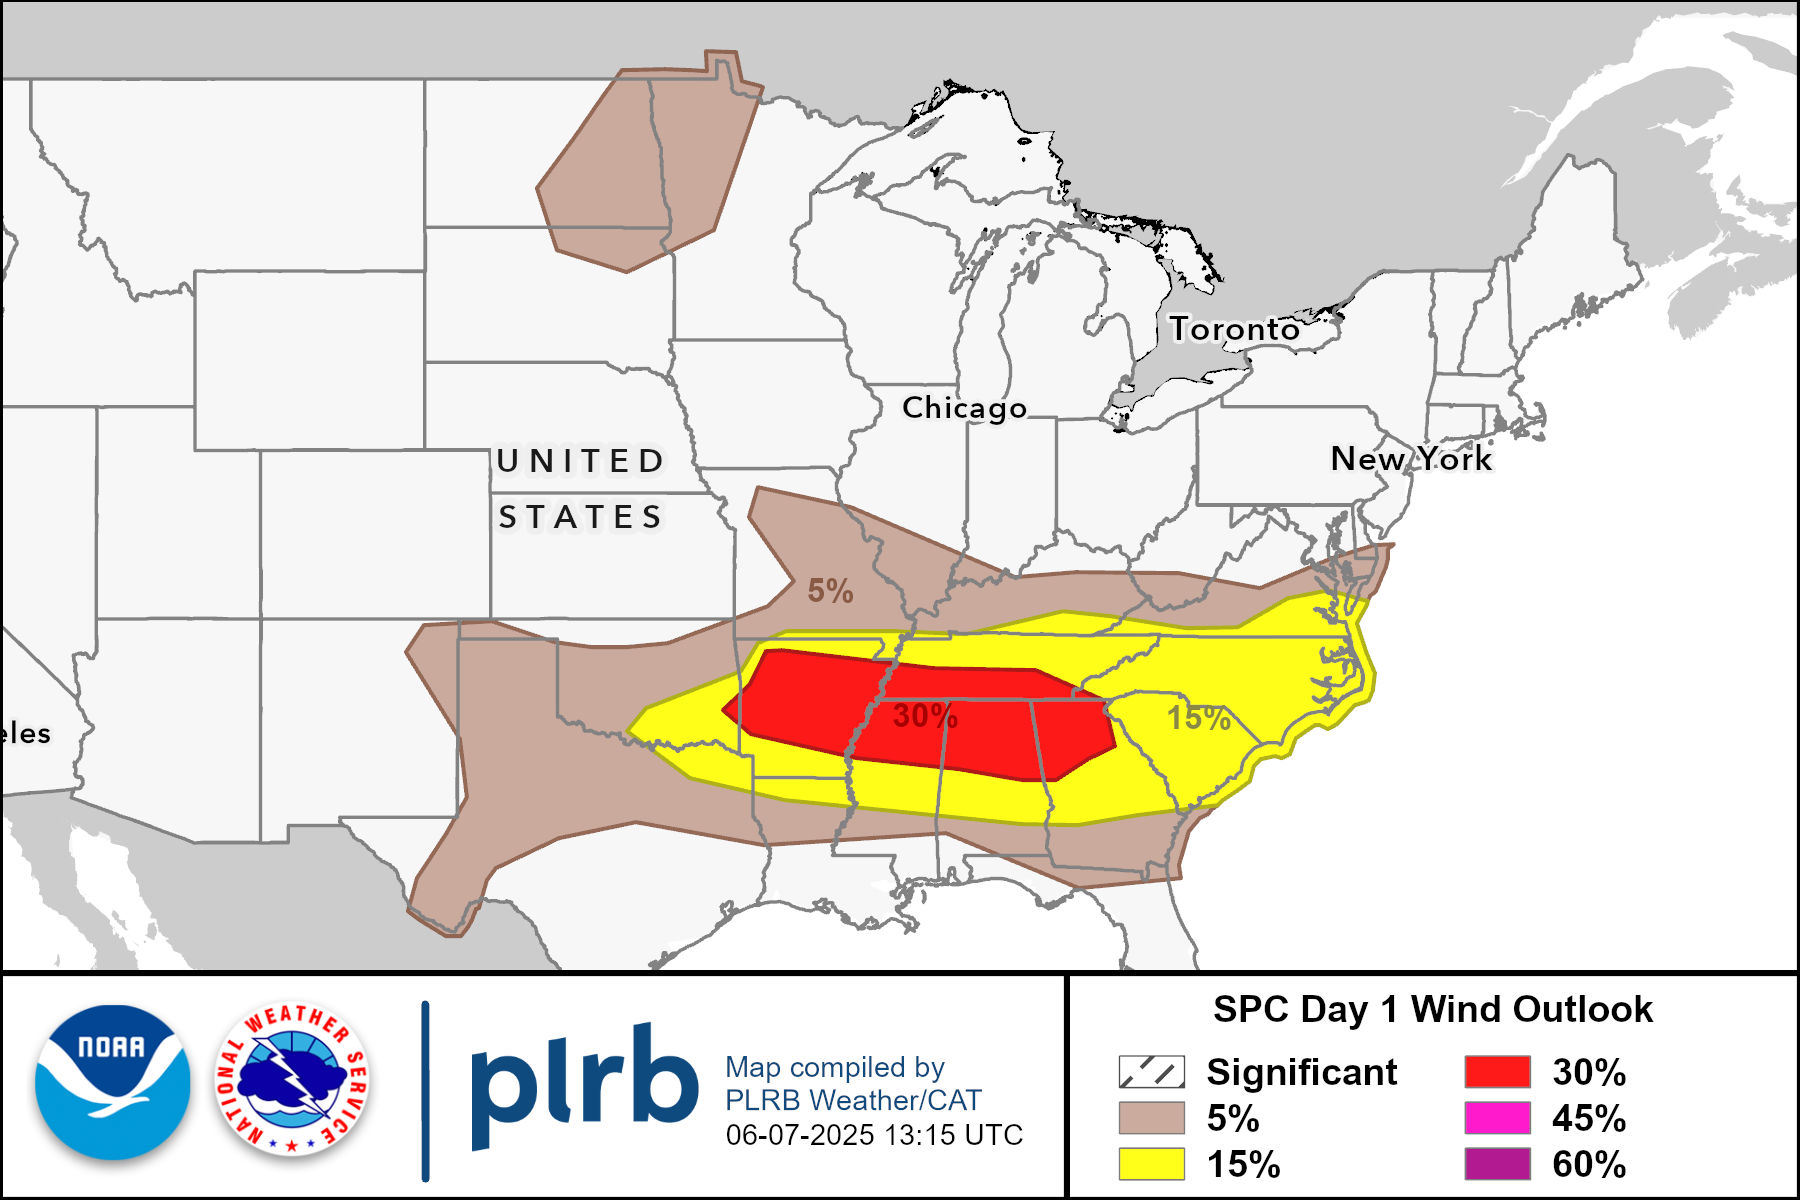 Toronto
Chicago
New York
UNITED
STATES
5%
30%
15%
eles
NOAA
NATIONAL WEATHER SERVICE
plrb
Map compiled by
PLRB Weather/CAT
06-07-2025 13:15 UTC
SPC Day 1 Wind Outlook
Significant
5%
15%
30%
45%
60%